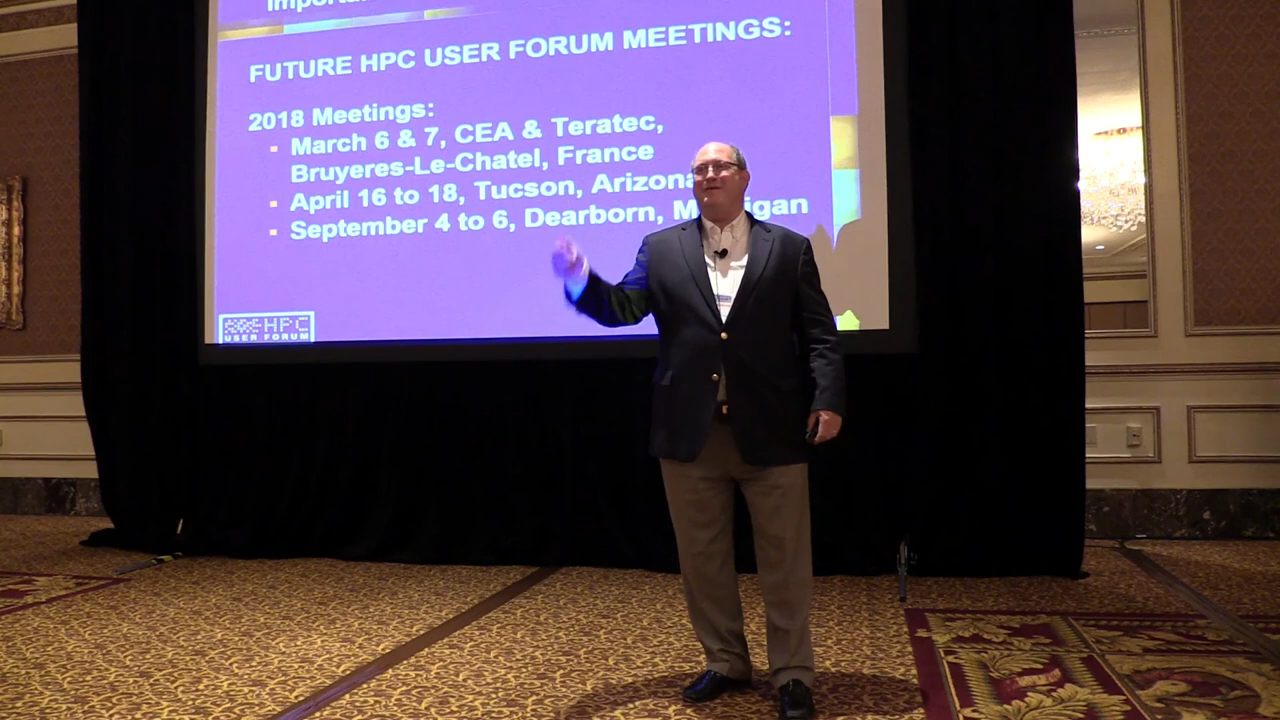 FUTURE HPC USER FORUM MEETINGS:
2018 Meetings:
March 6 & 7, CEA & Teratec,
Bruyeres-Le-Chatel, France
April 16 to 18, Tucson, Arizona
September 4 to 6, Dearborn,
HPC
USER FORUM